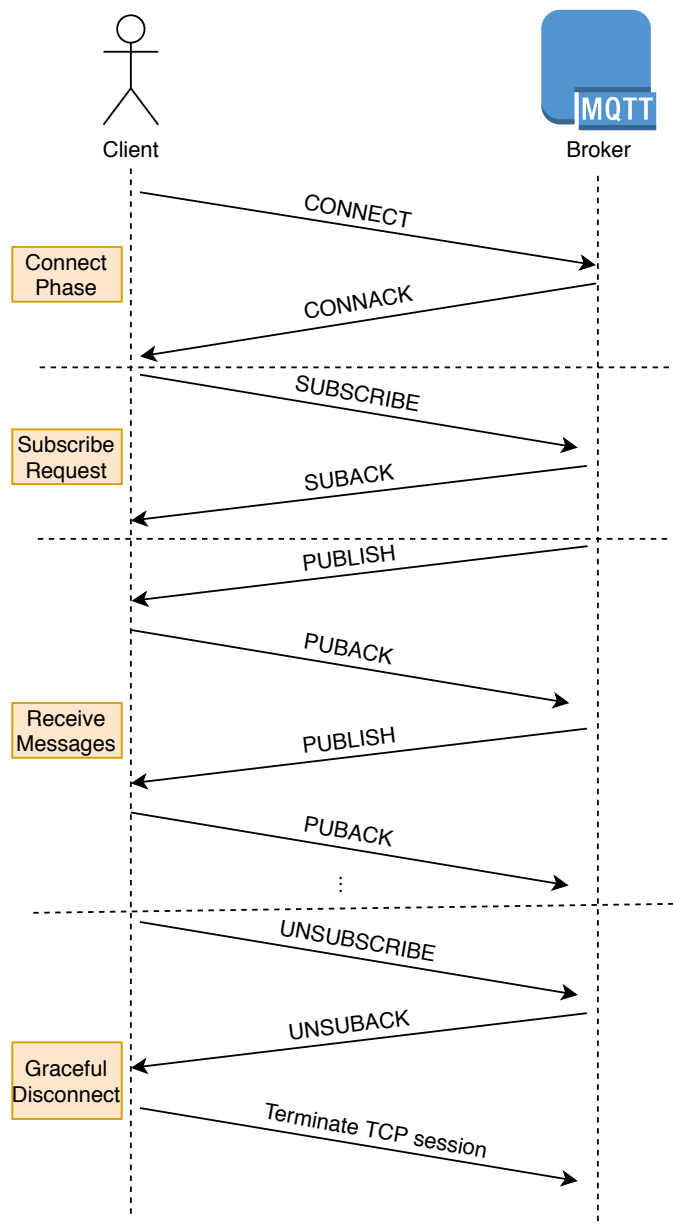 MQTT
Client
Broker
CONNECT
Connect
Phase
CONNACK
SUBSCRIBE
Subscribe
Request
SUBACK
PUBLISH
PUBACK
Receive
Messages
PUBLISH
PUBACK
...
UNSUBSCRIBE
UNSUBACK
Graceful
Disconnect
Terminate TCP session